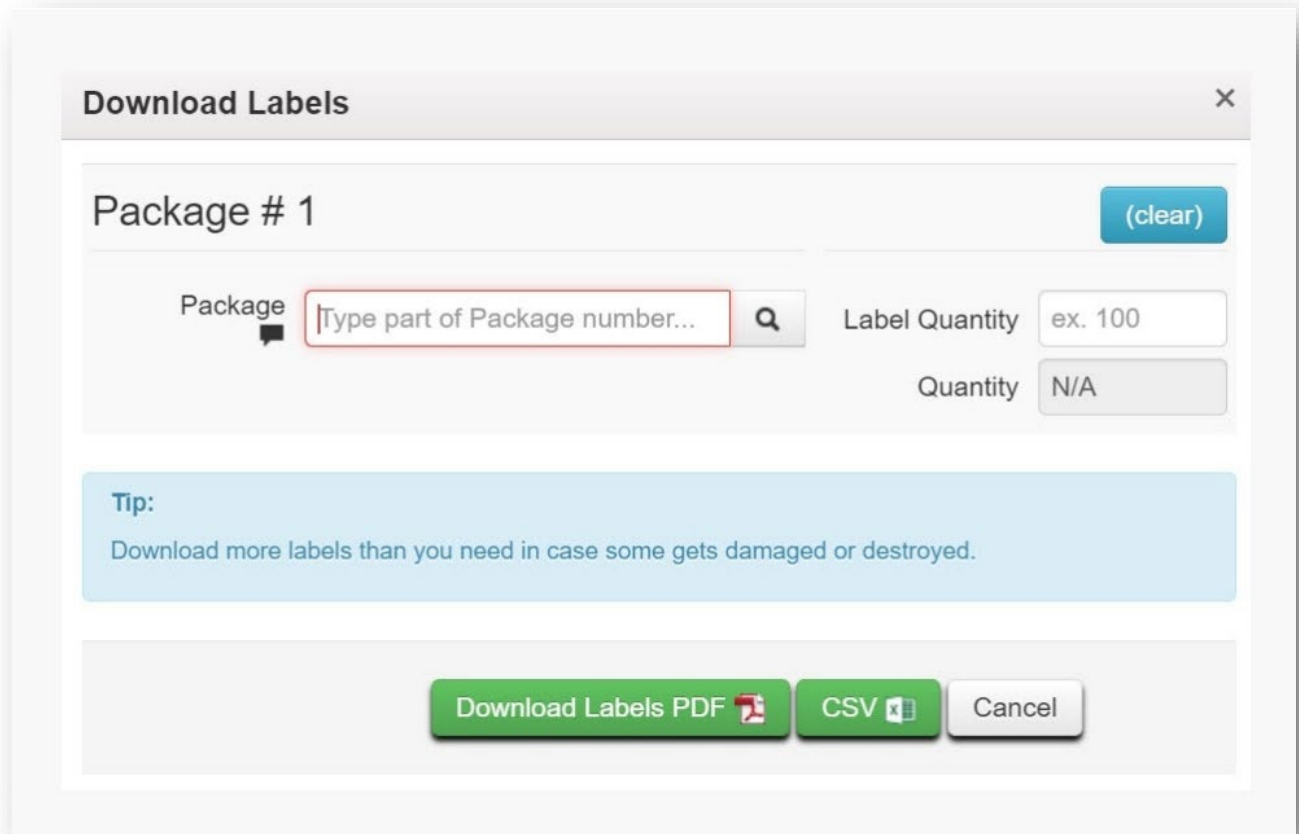 Download Labels ×
Package # 1 (clear)
Package Type part of Package number... Label Quantity ex. 100
Quantity N/A
Tip:
Download more labels than you need in case some gets damaged or destroyed.
Download Labels PDF CSV Cancel